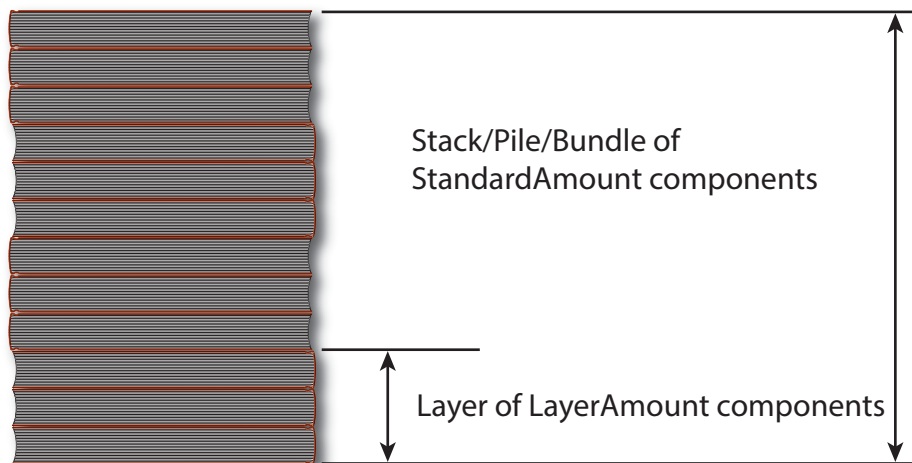 Stack/Pile/Bundle of
StandardAmount components
Layer of LayerAmount components